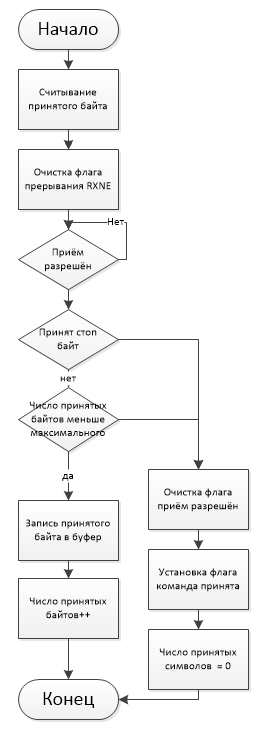 Начало
Считывание
принятого байта
Очистка флага
прерывания RXNE
Нет
Приём
разрешён
Принят стоп
байт
нет
Число принятых
байтов меньше
максимального
да
Запись принятого
байта в буфер
Число принятых
байтов++
Очистка флага
приём разрешён
Установка флага
команда принята
Число принятых
символов = 0
Конец